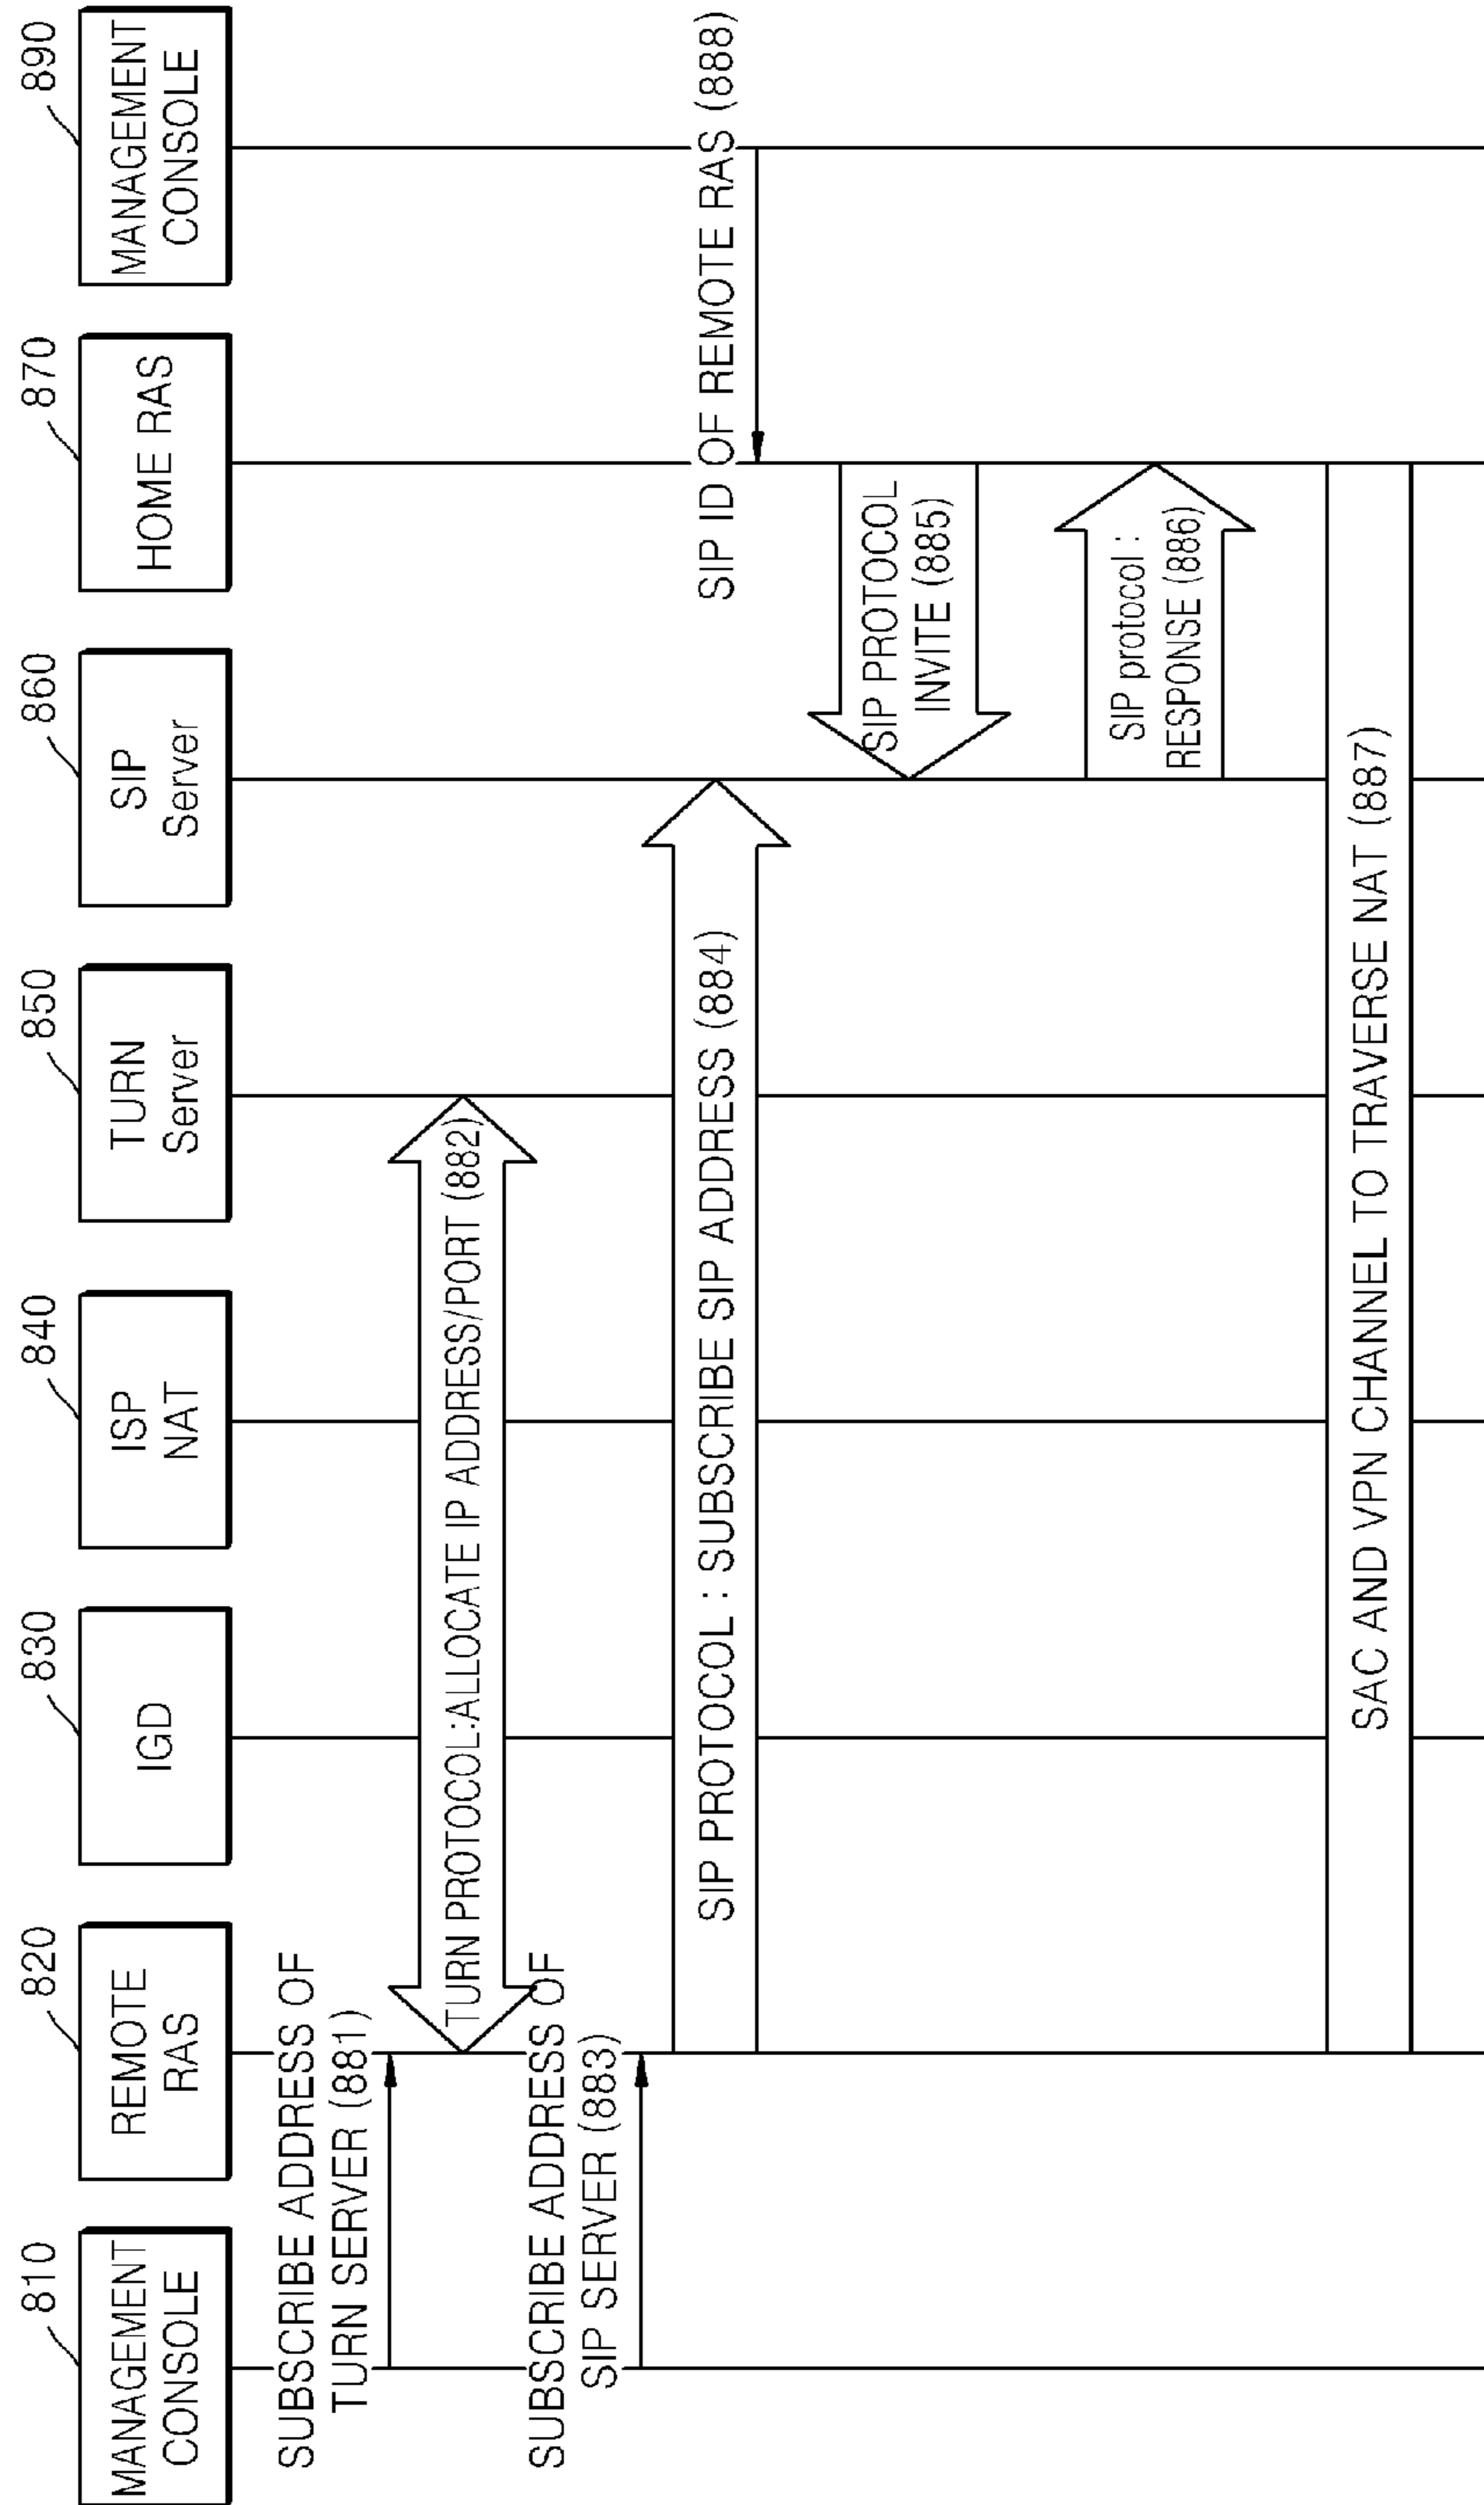 810
820
830
840
850
860
870
890
MANAGEMENT
CONSOLE
REMOTE
RAS
IGD
ISP
NAT
TURN
Server
SIP
Server
HOME RAS
MANAGEMENT
CONSOLE
SUBSCRIBE ADDRESS OF
TURN SERVER (881)
TURN PROTOCOL:ALLOCATE IP ADDRESS/PORT (882)
SUBSCRIBE ADDRESS OF
SIP SERVER (883)
SIP PROTOCOL : SUBSCRIBE SIP ADDRESS (884)
SIP ID OF REMOTE RAS (888)
SIP PROTOCOL
INVITE (885)
SIP protocol :
RESPONSE (886)
SAC AND VPN CHANNEL TO TRAVERSE NAT (887)